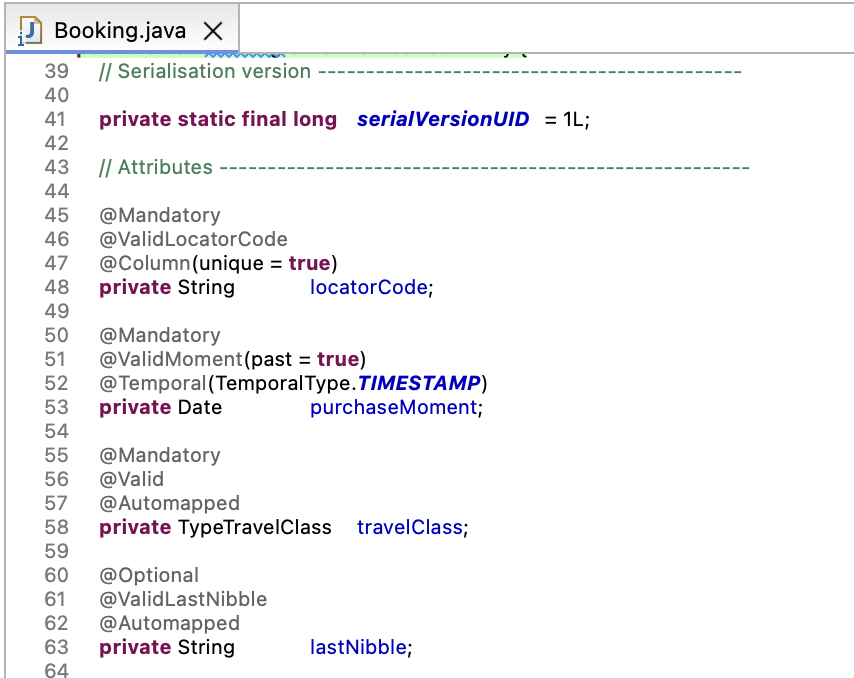 Booking.java
39 // Serialisation version --------------------------------------------
40
41 private static final long serialVersionUID = 1L;
42
43 // Attributes -------------------------------------------------------
44
45 @Mandatory
46 @ValidLocatorCode
47 @Column(unique = true)
48 private String locatorCode;
49
50 @Mandatory
51 @ValidMoment(past = true)
52 @Temporal(TemporalType.TIMESTAMP)
53 private Date purchaseMoment;
54
55 @Mandatory
56 @Valid
57 @Automapped
58 private TypeTravelClass travelClass;
59
60 @Optional
61 @ValidLastNibble
62 @Automapped
63 private String lastNibble;
64